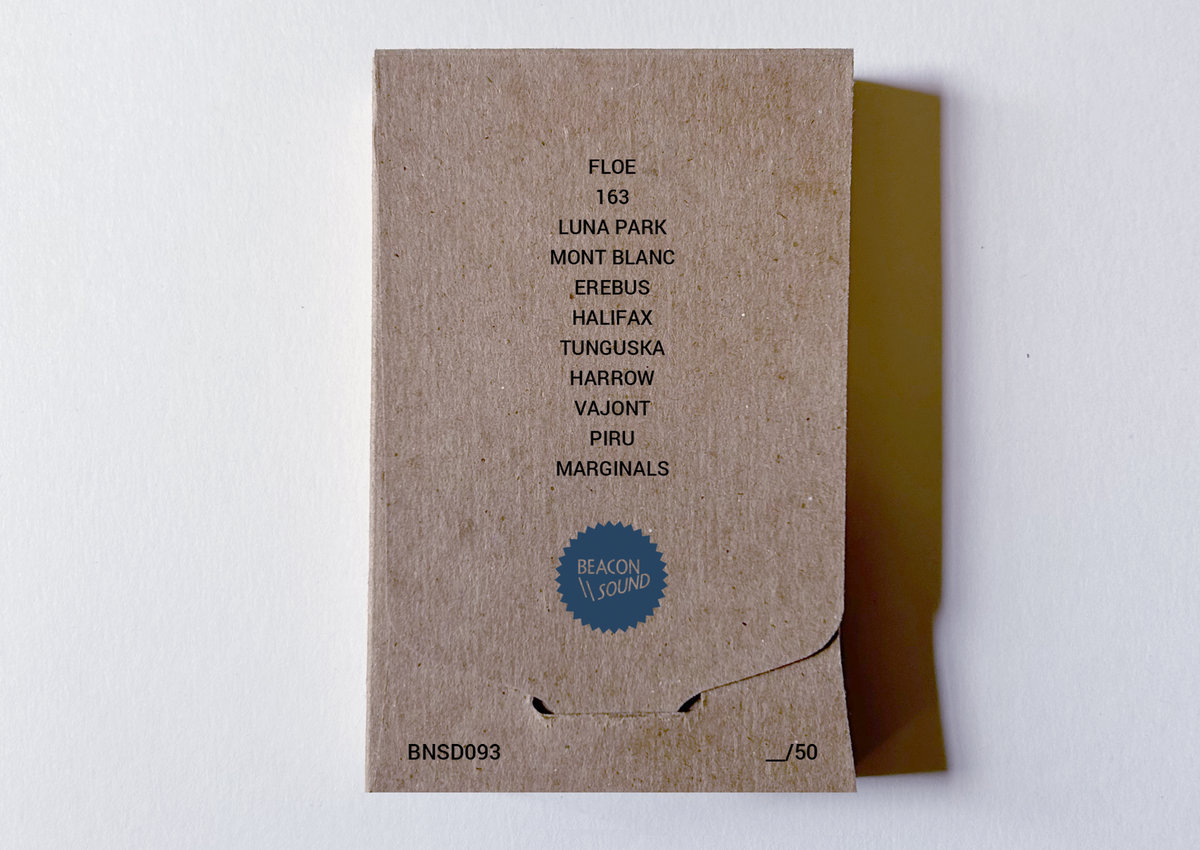 FLOE
163
LUNA PARK
MONT BLANC
EREBUS
HALIFAX
TUNGUSKA
HARROW
VAJONT
PIRU
MARGINALS
BEACON
\\ SOUND
BNSD093
__/50